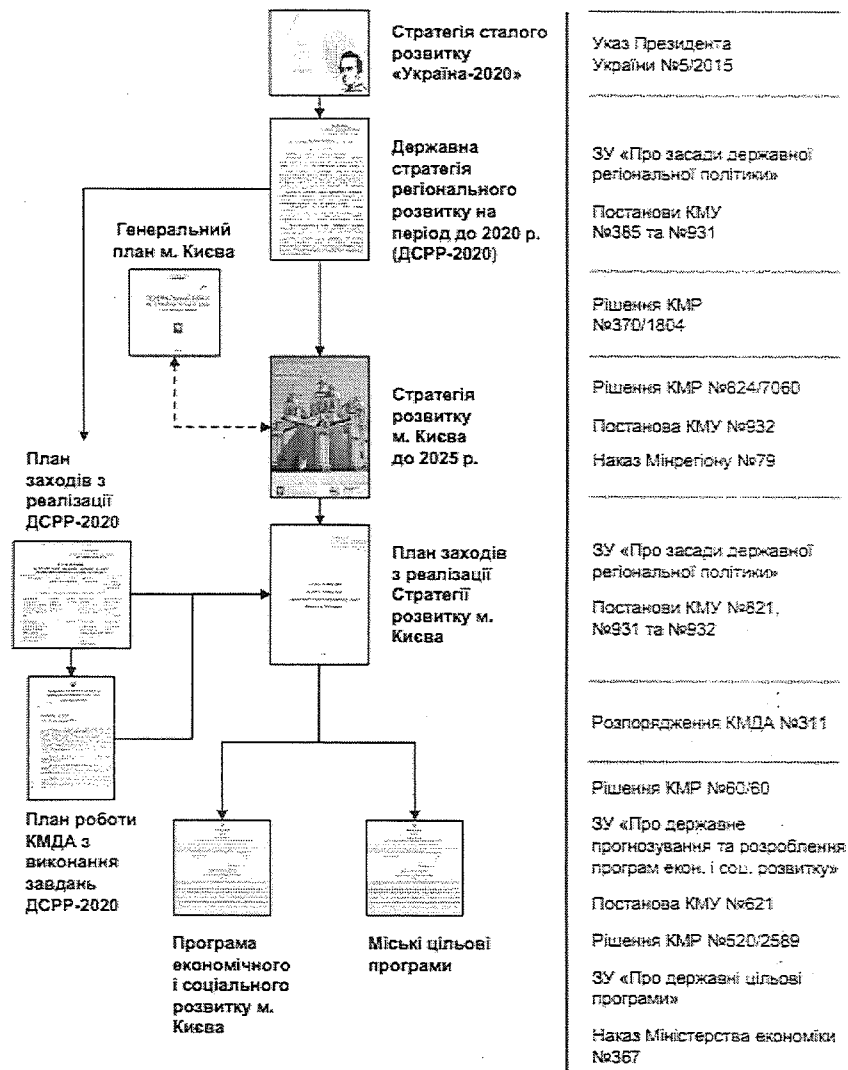 Стратегія сталого
розвитку
«Україна-2020»
Державна
стратегія
регіонального
розвитку на
період до 2020 р.
(ДСРР-2020)
Генеральний
план м. Києва
Стратегія
розвитку
м. Києва
до 2025 р.
План
заходів з
реалізації
ДСРР-2020
План заходів
з реалізації
Стратегії
розвитку м.
Києва
План роботи
КМДА з
виконання
завдань
ДСРР-2020
Програма
економічного
і соціального
розвитку м.
Києва
Міські цільові
програми
Указ Президента
України №5/2015
ЗУ «Про засади державної
регіональної політики»
Постанови КМУ
№385 та №931
Рішення КМР
№370/1804
Рішення КМР №824/7060
Постанова КМУ №932
Наказ Мінрегіону №79
ЗУ «Про засади державної
регіональної політики»
Постанови КМУ №821,
№931 та №932
Розпорядження КМДА №311
Рішення КМР №60/60
ЗУ «Про державне
прогнозування та розроблення
програм екон. і соц. розвитку»
Постанова КМУ №621
Рішення КМР №520/2589
ЗУ «Про державні цільові
програми»
Наказ Міністерства економіки
№367